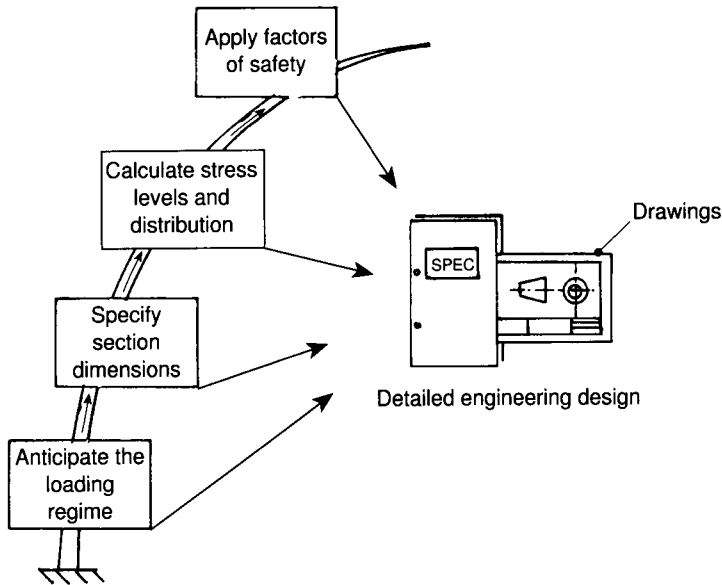 Apply factors
of safety
Calculate stress
levels and
distribution
Drawings
SPEC
Specify
section
dimensions
Detailed engineering design
Anticipate the
loading
regime